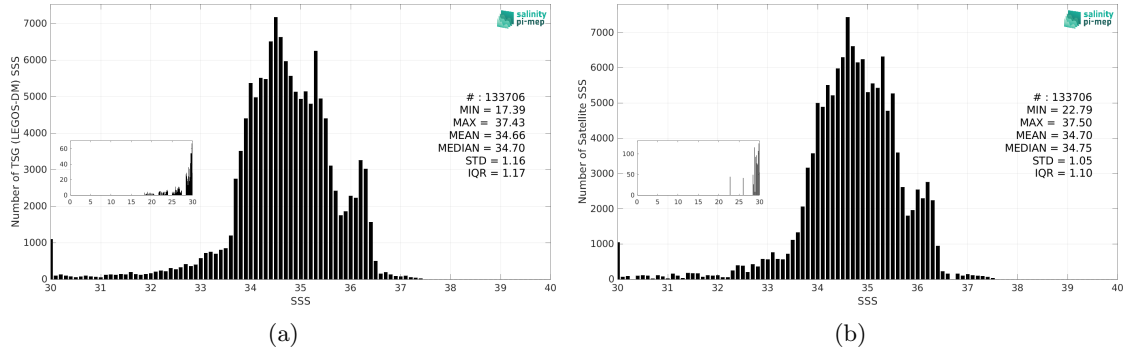 7000
6000
5000
4000
3000
2000
1000
0
Number of TSG (LEGOS-DM) SSS
salinity
pi-mep
# : 133706
MIN = 17.39
MAX = 37.43
MEAN = 34.66
MEDIAN = 34.70
STD = 1.16
IQR = 1.17
60
40
20
0
0 5 10 15 20 25 30
30 31 32 33 34 35 36 37 38 39 40
SSS
(a)
7000
6000
5000
4000
3000
2000
1000
0
Number of Satellite SSS
salinity
pi-mep
# : 133706
MIN = 22.79
MAX = 37.50
MEAN = 34.70
MEDIAN = 34.75
STD = 1.05
IQR = 1.10
100
50
0
0 5 10 15 20 25 30
30 31 32 33 34 35 36 37 38 39 40
SSS
(b)